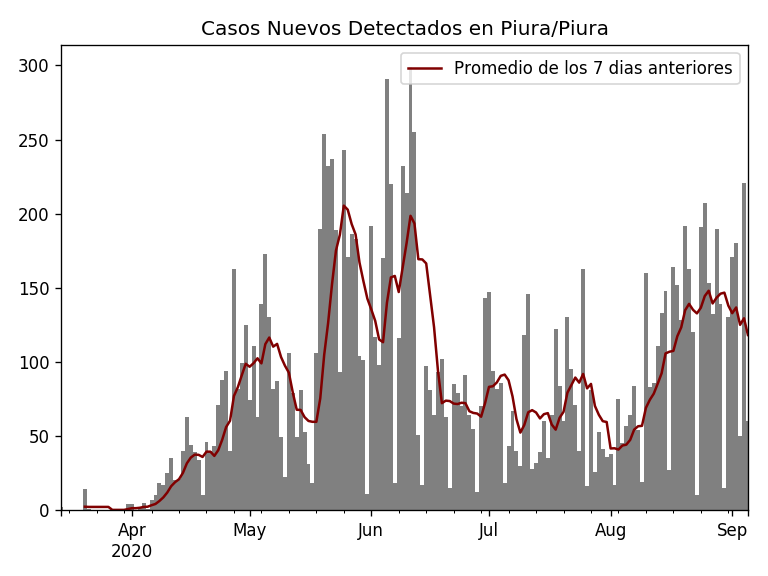 Casos Nuevos Detectados en Piura/Piura
Promedio de los 7 dias anteriores
300
250
200
150
100
50
0
Apr May Jun Jul Aug Sep
2020